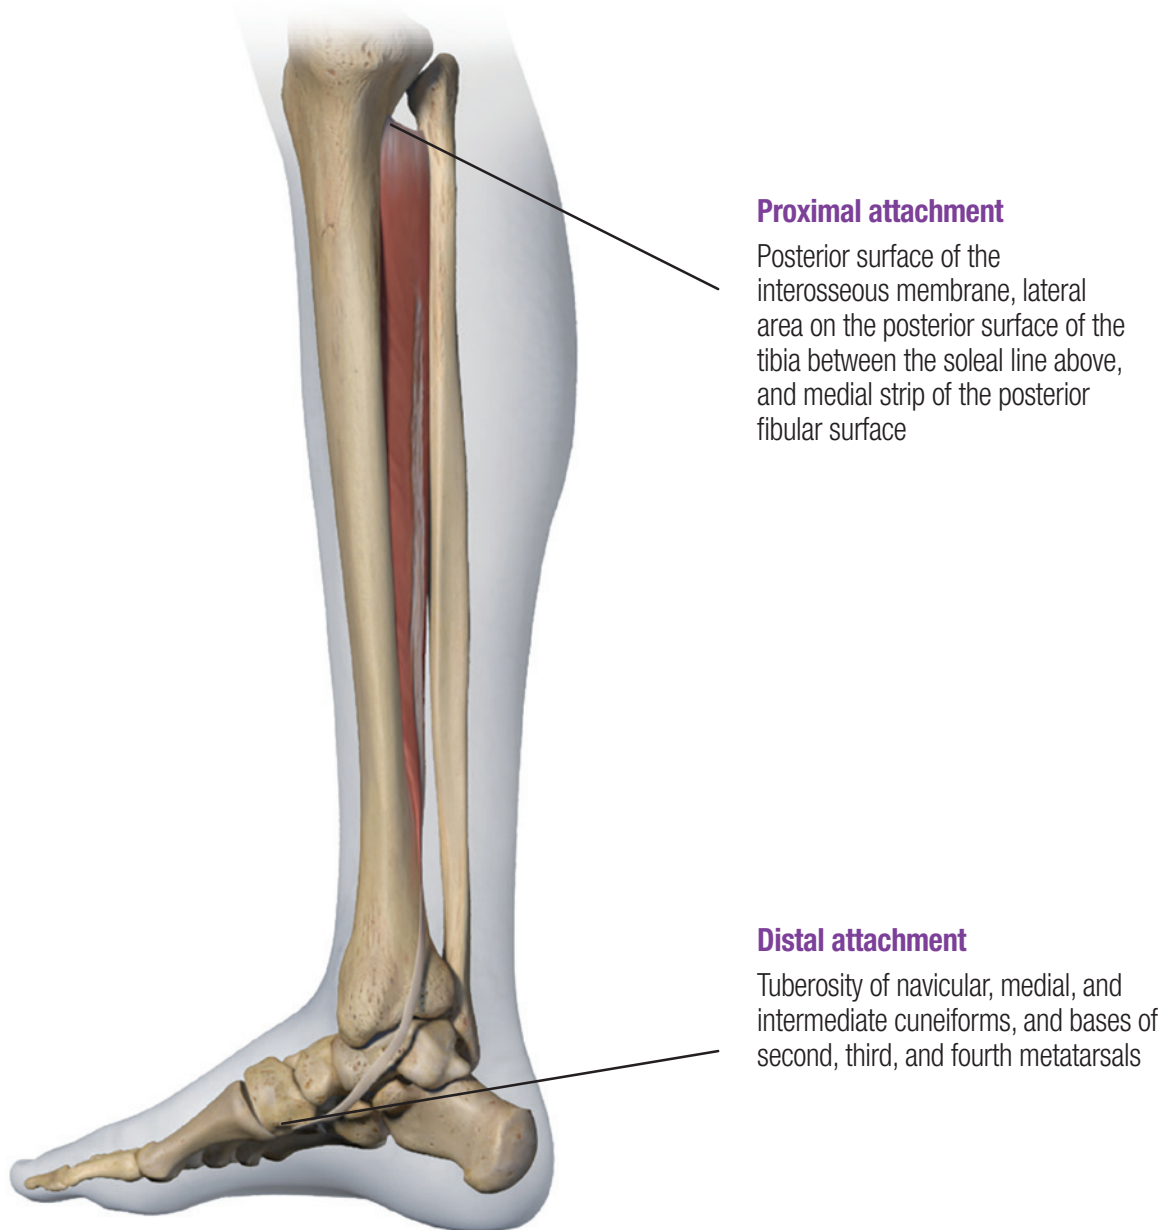 Proximal attachment
Posterior surface of the
interosseous membrane, lateral
area on the posterior surface of the
tibia between the soleal line above,
and medial strip of the posterior
fibular surface
Distal attachment
Tuberosity of navicular, medial, and
intermediate cuneiforms, and bases of
second, third, and fourth metatarsals